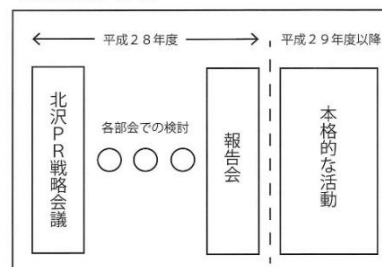 平成２８年度
平成２９年度以降
北沢ＰＲ戦略会議
各部会での検討
報告会
本格的な活動